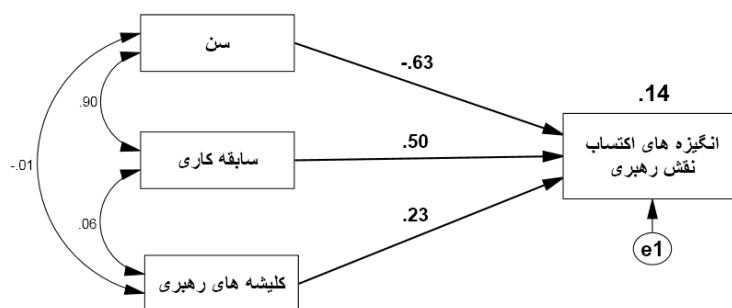 سن
-.63
.14
.90
انگیزه های اکتساب
نقش رهبری
.50
سابقه کاری
-.01
.06
.23
e1
کلیشه های رهبری